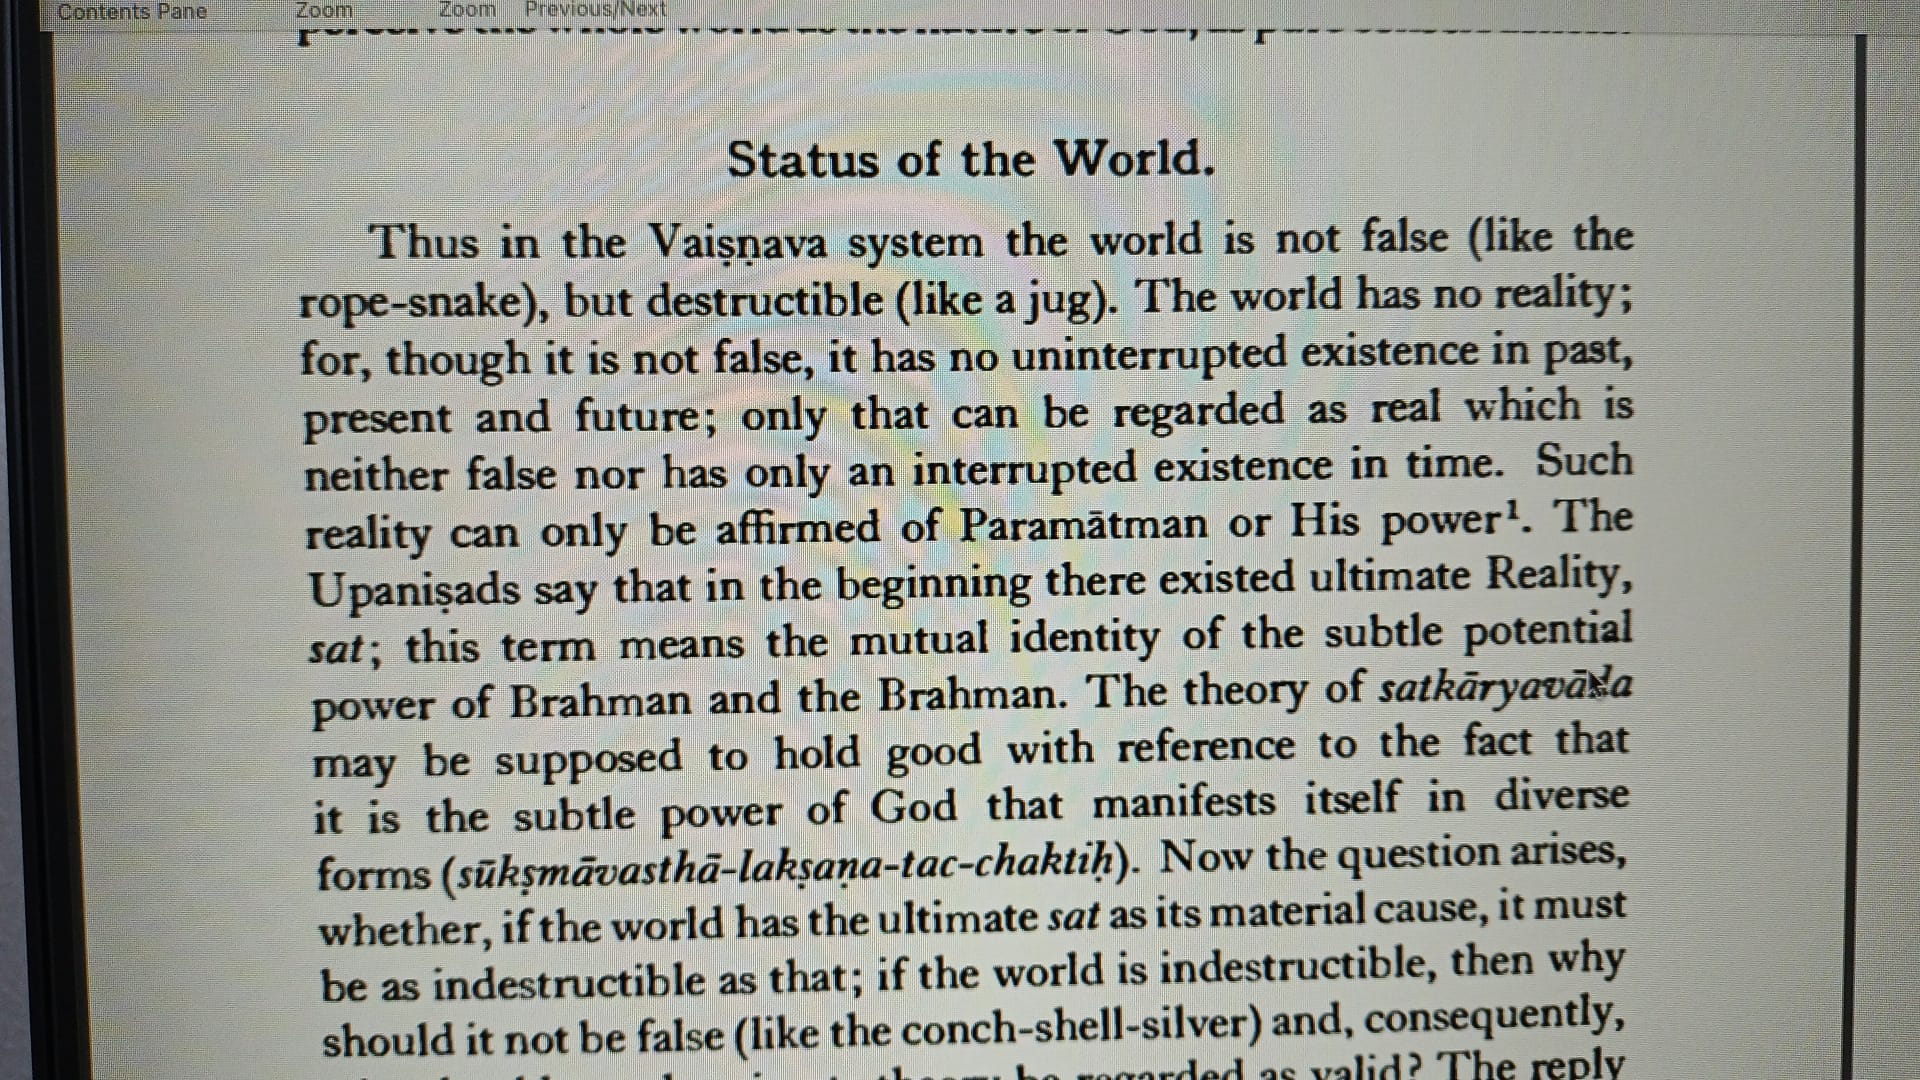 Contents Pane Zoom Zoom Previous/Next
Status of the World.
Thus in the Vaiṣṇava system the world is not false (like the
rope-snake), but destructible (like a jug). The world has no reality;
for, though it is not false, it has no uninterrupted existence in past,
present and future; only that can be regarded as real which is
neither false nor has only an interrupted existence in time. Such
reality can only be affirmed of Paramātman or His power¹. The
Upaniṣads say that in the beginning there existed ultimate Reality,
sat; this term means the mutual identity of the subtle potential
power of Brahman and the Brahman. The theory of satkāryavāda
may be supposed to hold good with reference to the fact that
it is the subtle power of God that manifests itself in diverse
forms (sūkṣmāvasthā-lakṣaṇa-tac-chaktiḥ). Now the question arises,
whether, if the world has the ultimate sat as its material cause, it must
be as indestructible as that; if the world is indestructible, then why
should it not be false (like the conch-shell-silver) and, consequently,
be regarded as valid? The reply